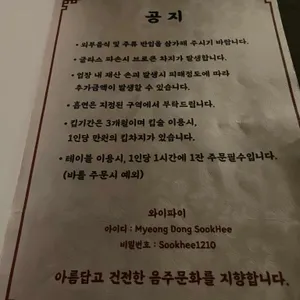 공 지
• 외부음식 및 주류 반입을 삼가해 주시기 바랍니다.
• 글라스 파손시 브로큰 차지가 발생합니다.
• 업장 내 재산 손괴 발생시 피해정도에 따라
추가금액이 발생할 수 있습니다.
• 흡연은 지정된 구역에서 부탁드립니다.
• 킵기간은 3개월이며 킵술 이용시,
1인당 만원의 킵차지가 있습니다.
• 테이블 이용시, 1인당 1시간에 1잔 주문필수입니다.
(바틀 주문시 예외)
와이파이
아이디 : Myeong Dong SookHee
비밀번호 : Sookhee1210
아름답고 건전한 음주문화를 지향합니다.